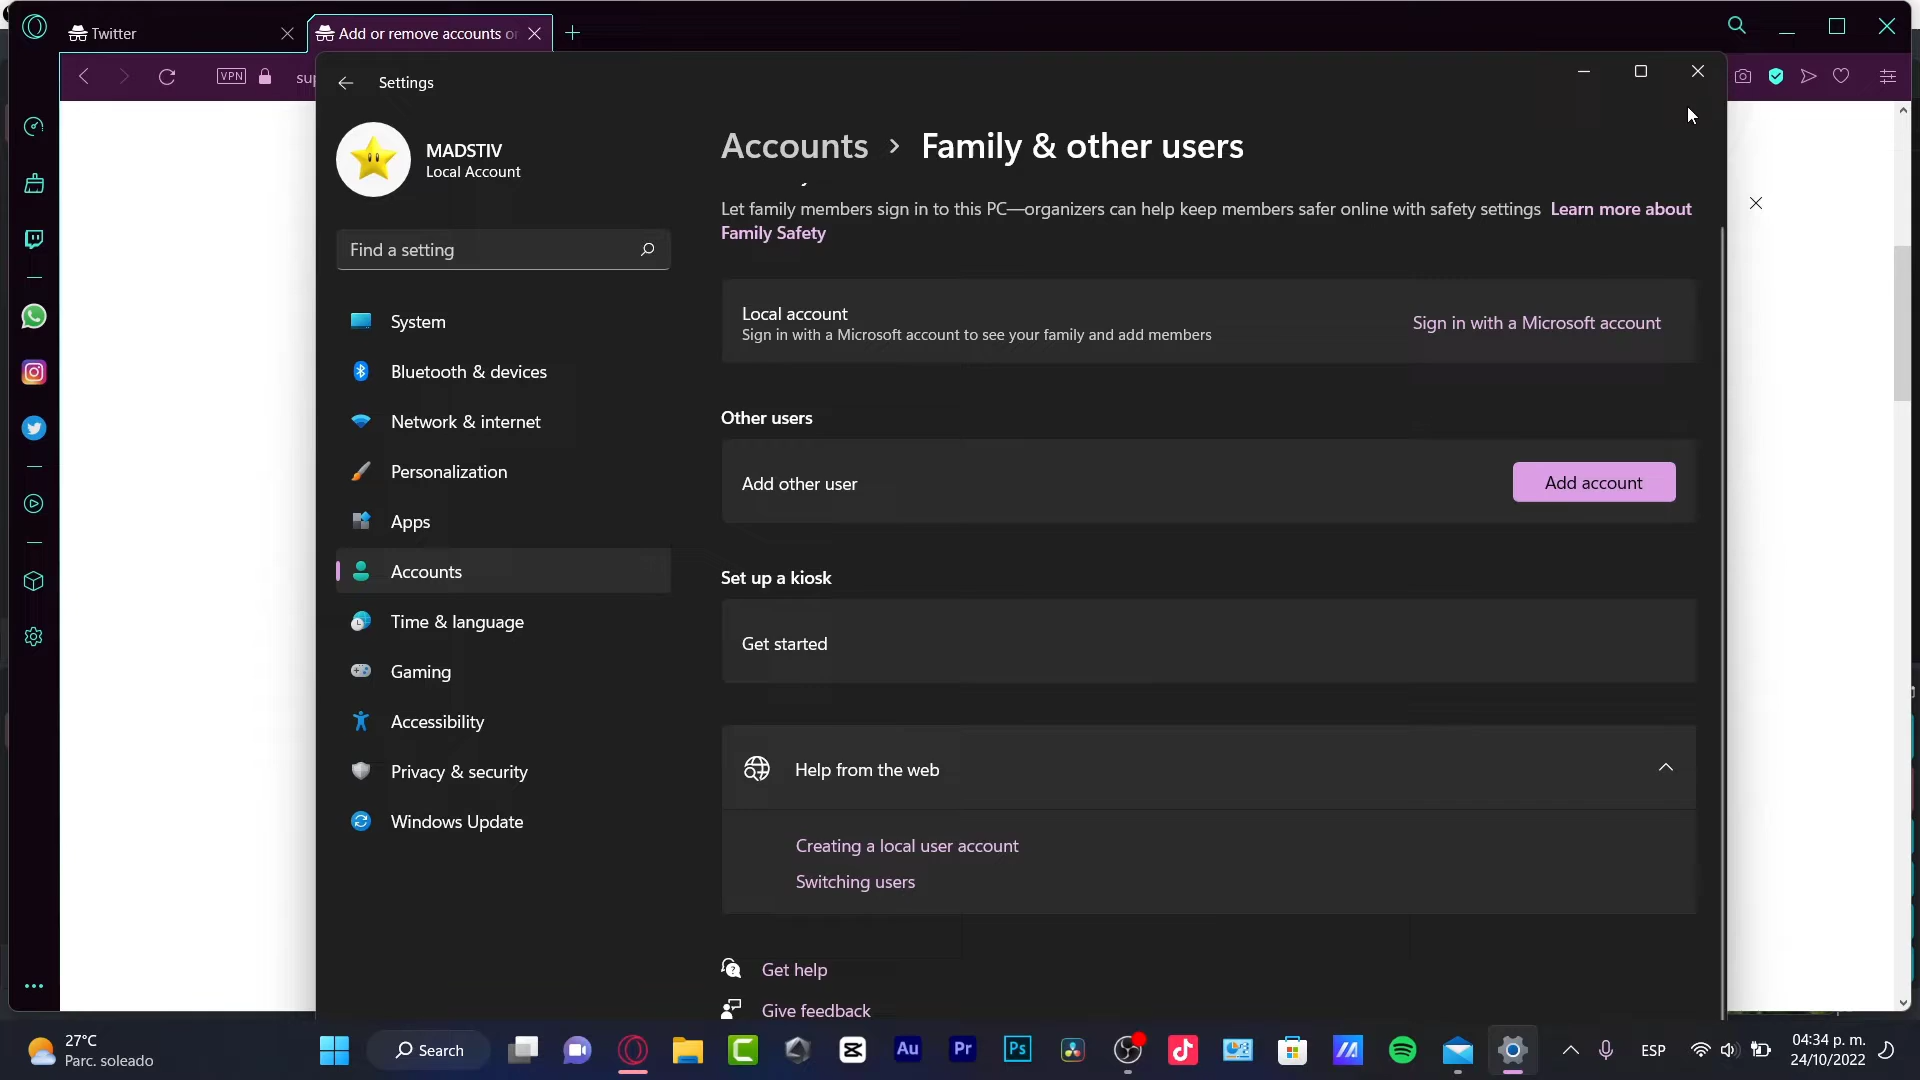 Twitter
Add or remove accounts o
VPN
sup
Settings
MADSTIV
Local Account
Find a setting
System
Bluetooth & devices
Network & internet
Personalization
Apps
Accounts
Time & language
Gaming
Accessibility
Privacy & security
Windows Update
Accounts > Family & other users
Let family members sign in to this PC—organizers can help keep members safer online with safety settings Learn more about
Family Safety
Local account
Sign in with a Microsoft account to see your family and add members
Sign in with a Microsoft account
Other users
Add other user
Add account
Set up a kiosk
Get started
Help from the web
Creating a local user account
Switching users
Get help
Give feedback
27°C
Parc. soleado
Search
Au
Pr
Ps
ESP
04:34 p. m.
24/10/2022